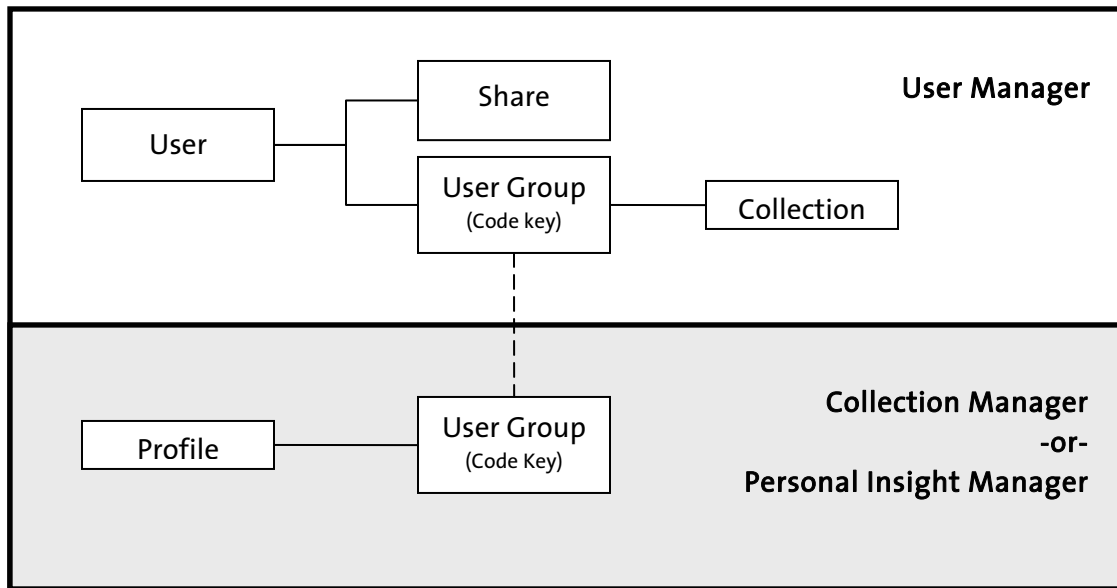 User Manager
Share
User
User Group
(Code key)
Collection
Collection Manager
-or-
Personal Insight Manager
User Group
(Code Key)
Profile